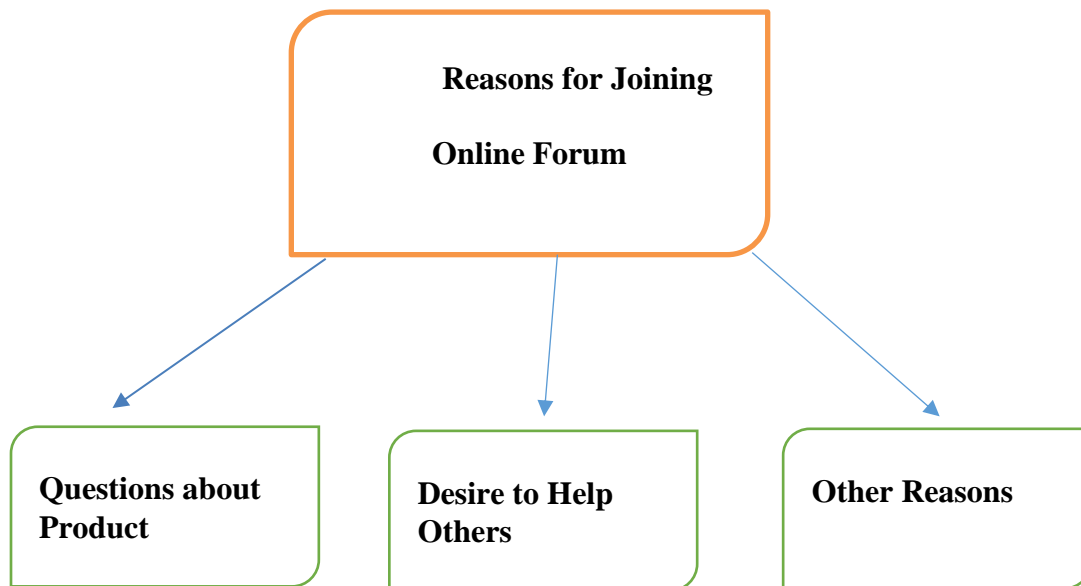 Reasons for Joining
Online Forum
Questions about
Product
Desire to Help
Others
Other Reasons